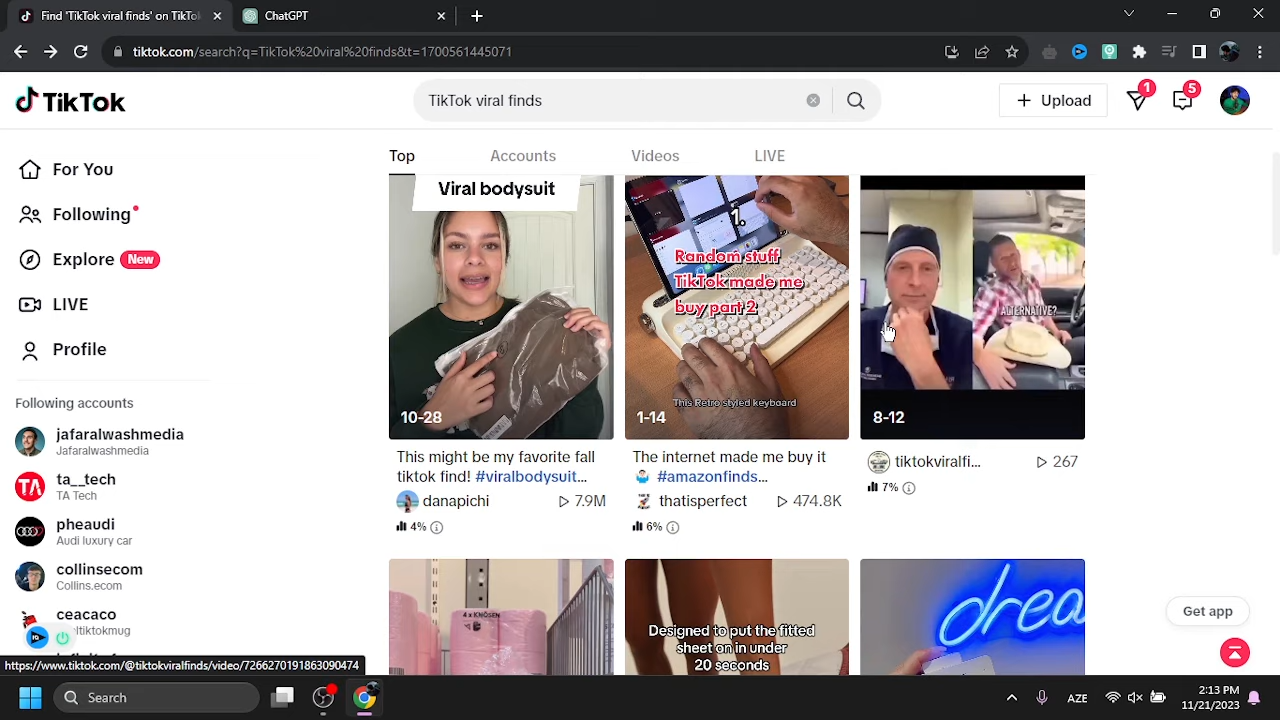 Find 'TikTok viral finds' on TikTok
ChatGPT
tiktok.com/search?q=TikTok%20viral%20finds&t=1700561445071
TikTok
TikTok viral finds
Upload
1
5
Top
Accounts
Videos
LIVE
For You
Following
Explore
New
LIVE
Profile
Following accounts
jafaralwashmedia
Jafaralwashmedia
TA
ta__tech
TA Tech
pheaudi
Audi luxury car
collinsecom
Collins.ecom
ceacaco
Viral bodysuit
10-28
This might be my favorite fall
tiktok find! #viralbodysuit...
danapichi
7.9M
4%
1.
Random stuff
TikTok made me
buy part 2
This Retro styled keyboard
1-14
The internet made me buy it
#amazonfinds...
thatisperfect
474.8K
6%
ALTERNATIVE?
8-12
tiktokviralfi...
267
7%
4 x KNÖSEN
Designed to put the fitted
sheet on in under
20 seconds
drea
Get app
https://www.tiktok.com/@tiktokviralfinds/video/7266270191863090474
Search
AZE
2:13 PM
11/21/2023